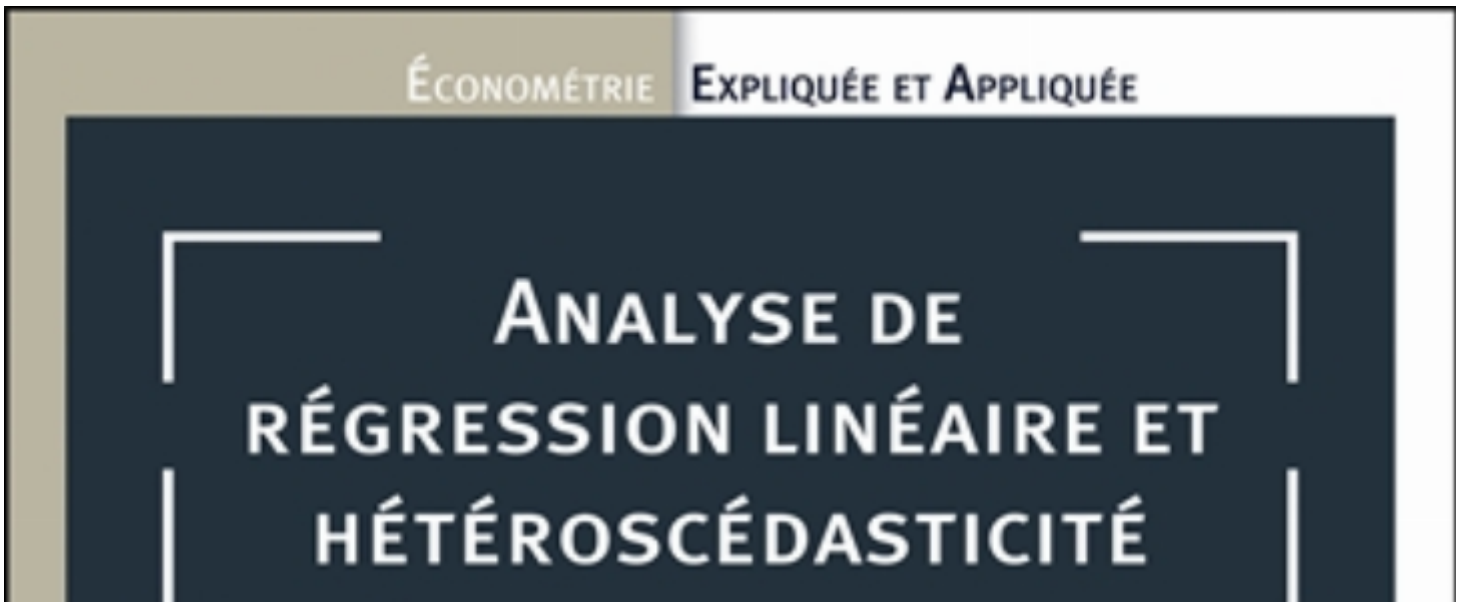 Économétrie Expliquée et Appliquée
Analyse de
régression linéaire et
hétéroscédasticité